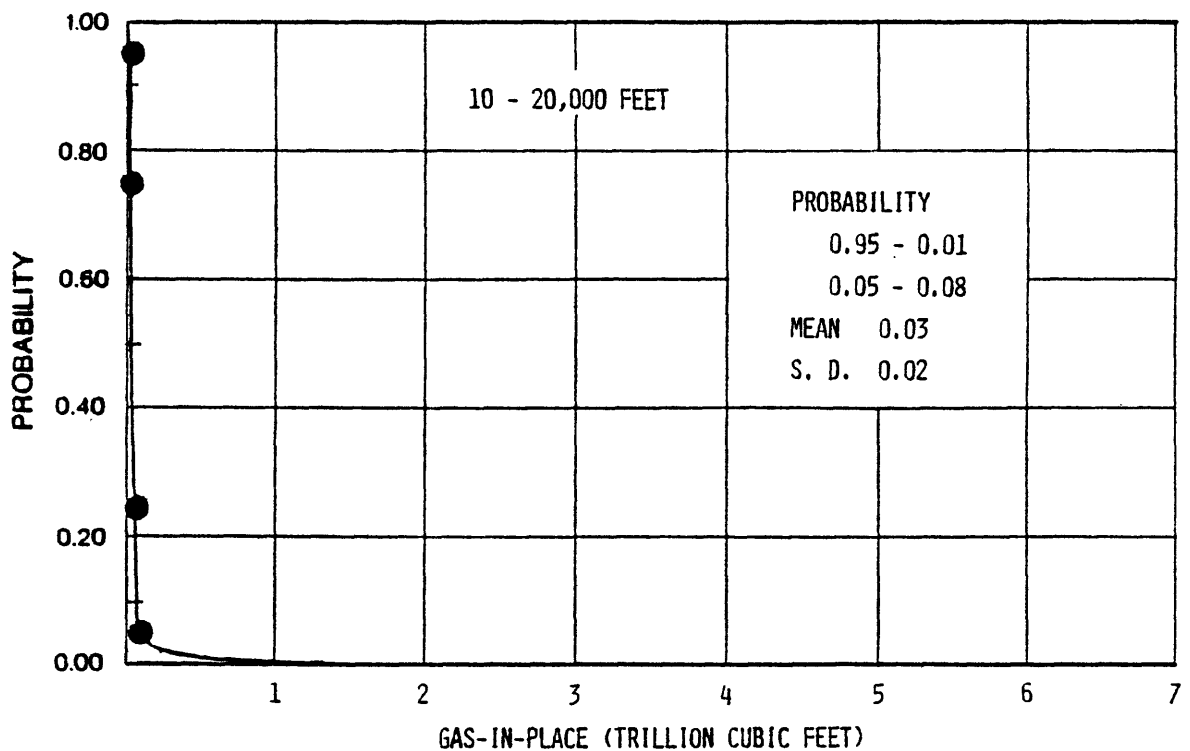 1.00
10 - 20,000 FEET
0.80
PROBABILITY
0.95 - 0.01
0.05 - 0.08
MEAN 0.03
S. D. 0.02
0.60
0.40
0.20
0.00
PROBABILITY
1 2 3 4 5 6 7
GAS-IN-PLACE (TRILLION CUBIC FEET)